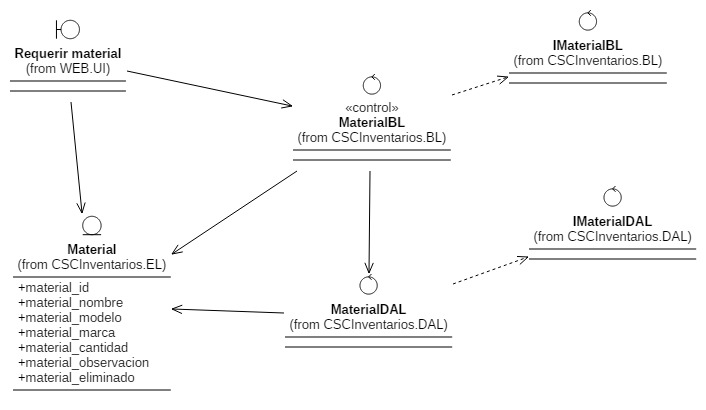 Requerir material
(from WEB.UI)
IMaterialBL
(from CSCInventarios.BL)
«control»
MaterialBL
(from CSCInventarios.BL)
IMaterialDAL
(from CSCInventarios.DAL)
Material
(from CSCInventarios.EL)
+material_id
+material_nombre
+material_modelo
+material_marca
+material_cantidad
+material_observacion
+material_eliminado
MaterialDAL
(from CSCInventarios.DAL)